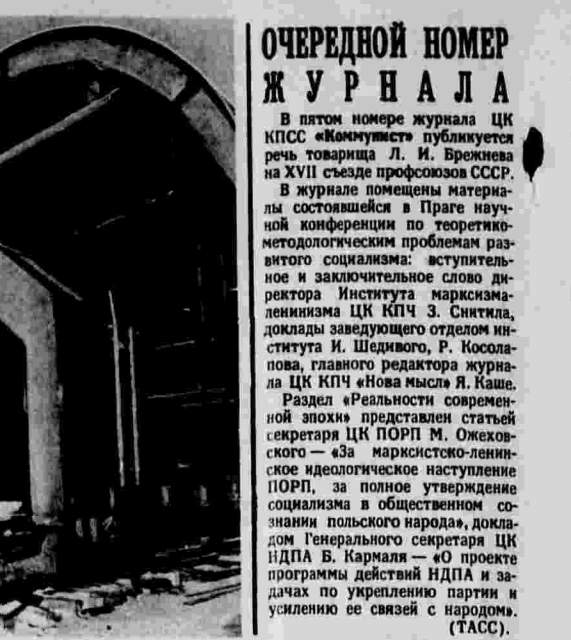 ОЧЕРЕДНОЙ НОМЕР
ЖУРНАЛА
В пятом номере журнала ЦК
КПСС «Коммунист» публикуется
речь товарища Л. И. Брежнева
на XVII съезде профсоюзов СССР.
В журнале помещены материа-
лы состоявшейся в Праге науч-
ной конференции по теоретико-
методологическим проблемам раз-
витого социализма: вступитель-
ное и заключительное слово ди-
ректора Института марксизма-
ленинизма ЦК КПЧ З. Снитила,
доклады заведующего отделом ин-
ститута И. Шедивого, Р. Косола-
пова, главного редактора журна-
ла ЦК КПЧ «Нова мысл» Я. Каше.
Раздел «Реальности современ-
ной эпохи» представлен статьей
секретаря ЦК ПОРП М. Ожехов-
ского — «За марксистско-ленин-
ское идеологическое наступление
ПОРП, за полное утверждение
социализма в общественном со-
знании польского народа», докла-
дом Генерального секретаря ЦК
НДПА Б. Кармаля — «О проекте
программы действий НДПА и за-
дачах по укреплению партии и
усилению ее связей с народом».
(ТАСС).